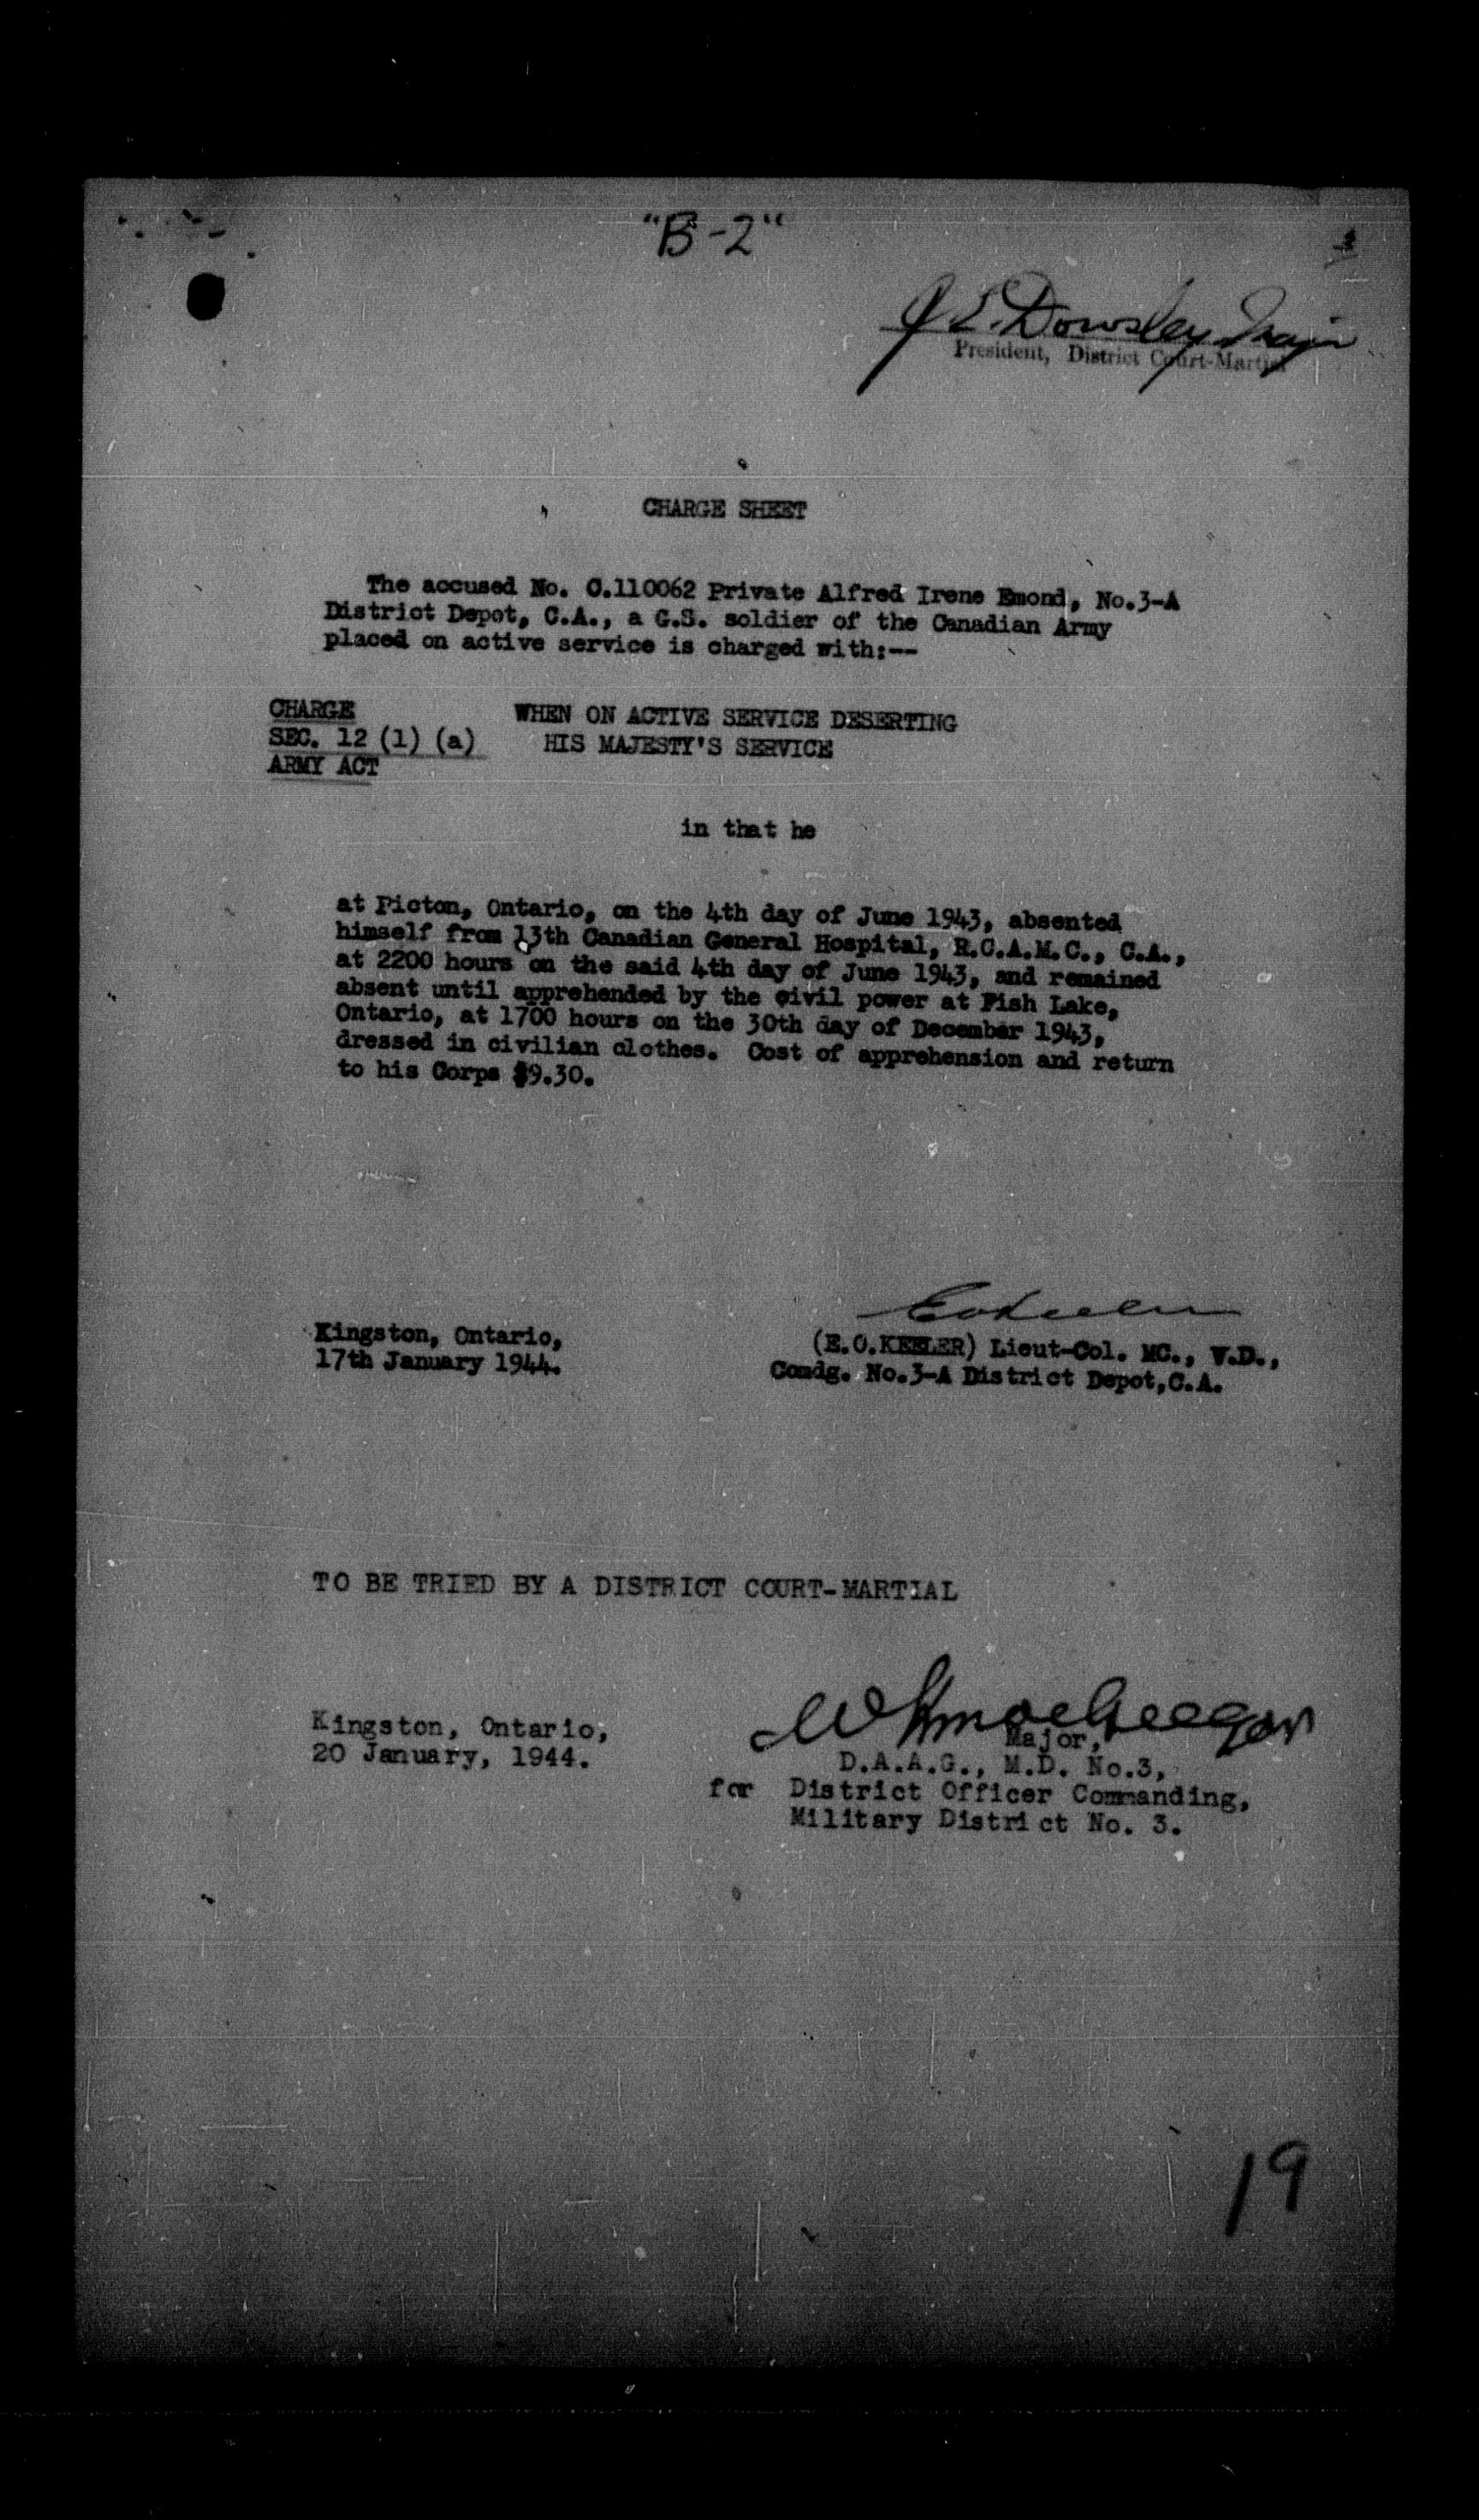 "B-2"
J.E. Dowsley Major
President, District Court-Martial
CHARGE SHEET
The accused No. C.110062 Private Alfred Irene Emond, No.3-A
District Depot, C.A., a G.S. soldier of the Canadian Army
placed on active service is charged with:--
CHARGE
SEC. 12 (1) (a)
ARMY ACT
WHEN ON ACTIVE SERVICE DESERTING
HIS MAJESTY'S SERVICE
in that he
at Picton, Ontario, on the 4th day of June 1943, absented
himself from 13th Canadian General Hospital, R.C.A.M.C., C.A.,
at 2200 hours on the said 4th day of June 1943, and remained
absent until apprehended by the civil power at Fish Lake,
Ontario, at 1700 hours on the 30th day of December 1943,
dressed in civilian clothes. Cost of apprehension and return
to his Corps $9.30.
Kingston, Ontario,
17th January 1944.
(E.O.KEELER) Lieut-Col. MC., V.D.,
Comdg. No.3-A District Depot,C.A.
TO BE TRIED BY A DISTRICT COURT-MARTIAL
Kingston, Ontario,
20 January, 1944.
Major,
D.A.A.G., M.D. No.3,
for District Officer Commanding,
Military District No. 3.
19